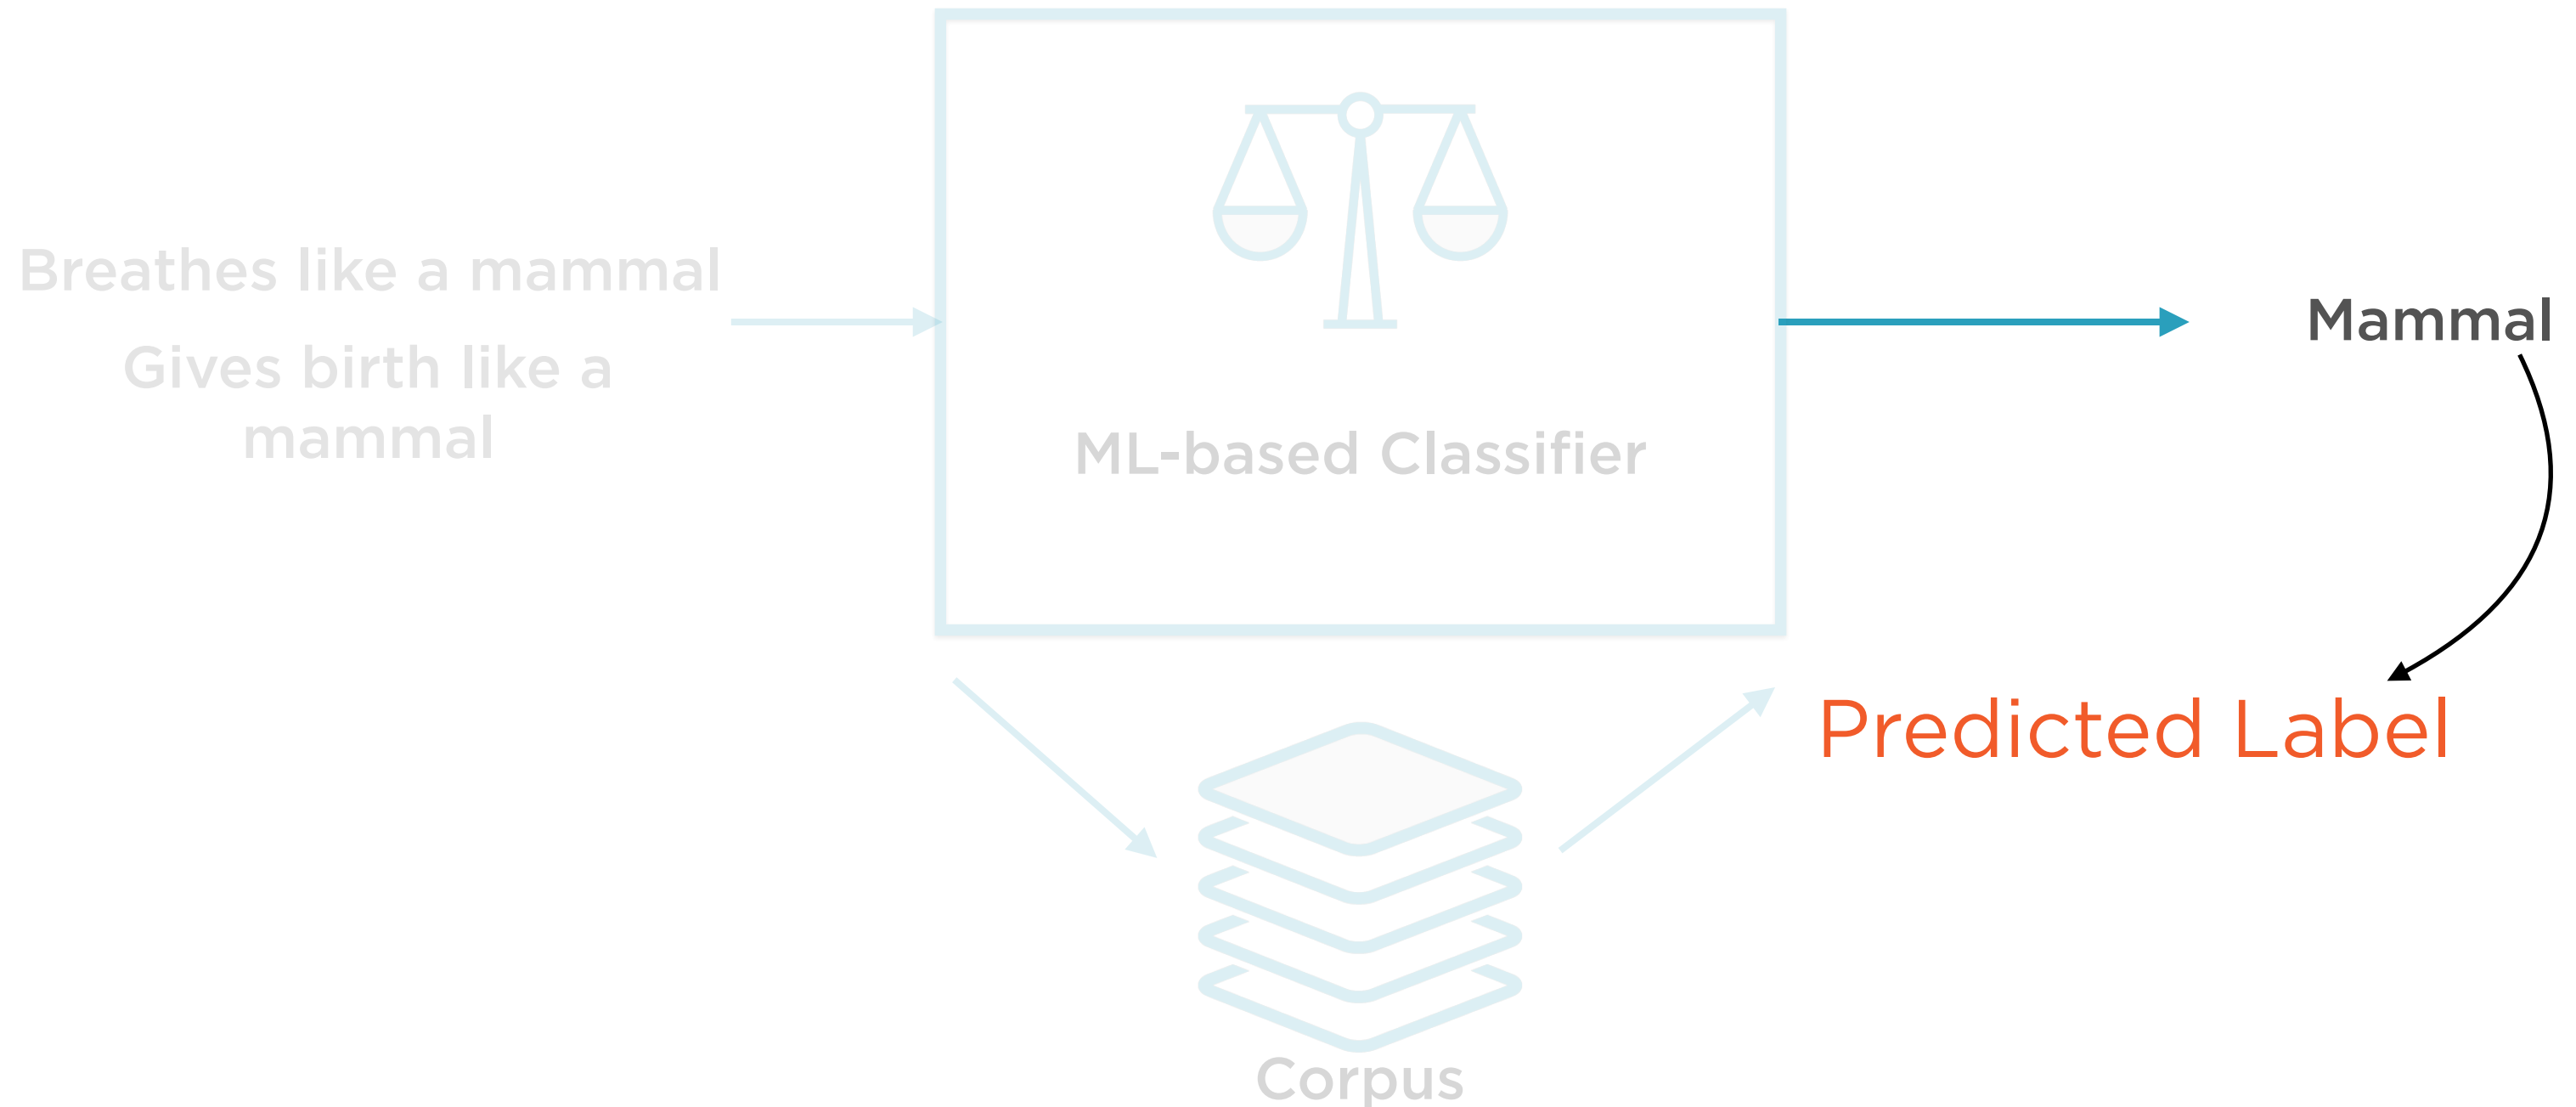 Breathes like a mammal
Gives birth like a
mammal
ML-based Classifier
Mammal
Predicted Label
Corpus